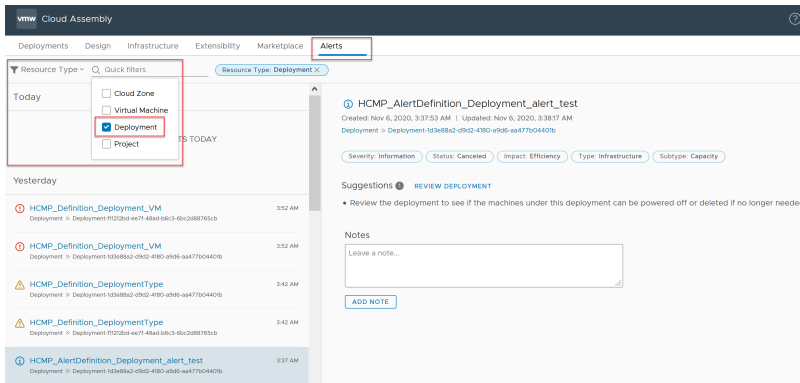 vmw Cloud Assembly
Deployments Design Infrastructure Extensibility Marketplace Alerts
Resource Type Quick filters Resource Type: Deployment
Today
Cloud Zone
Virtual Machine
Deployment
Project
TS TODAY
Yesterday
HCMP_Definition_Deployment_VM 3:52 AM
Deployment » Deployment-f11212bd-ee7f-48ad-b6c3-6bc2d88765cb
HCMP_Definition_Deployment_VM 3:52 AM
Deployment » Deployment-1d3e88a2-d9d2-4180-a9d6-aa477b04401b
HCMP_Definition_DeploymentType 3:42 AM
Deployment » Deployment-1d3e88a2-d9d2-4180-a9d6-aa477b04401b
HCMP_Definition_DeploymentType 3:42 AM
Deployment » Deployment-f11212bd-ee7f-48ad-b6c3-6bc2d88765cb
HCMP_AlertDefinition_Deployment_alert_test 3:37 AM
Deployment » Deployment-1d3e88a2-d9d2-4180-a9d6-aa477b04401b
HCMP_AlertDefinition_Deployment_alert_test
Created: Nov 6, 2020, 3:37:53 AM | Updated: Nov 6, 2020, 3:38:17 AM
Deployment » Deployment-1d3e88a2-d9d2-4180-a9d6-aa477b04401b
Severity: Information Status: Canceled Impact: Efficiency Type: Infrastructure Subtype: Capacity
Suggestions REVIEW DEPLOYMENT
• Review the deployment to see if the machines under this deployment can be powered off or deleted if no longer neede
Notes
Leave a note...
ADD NOTE